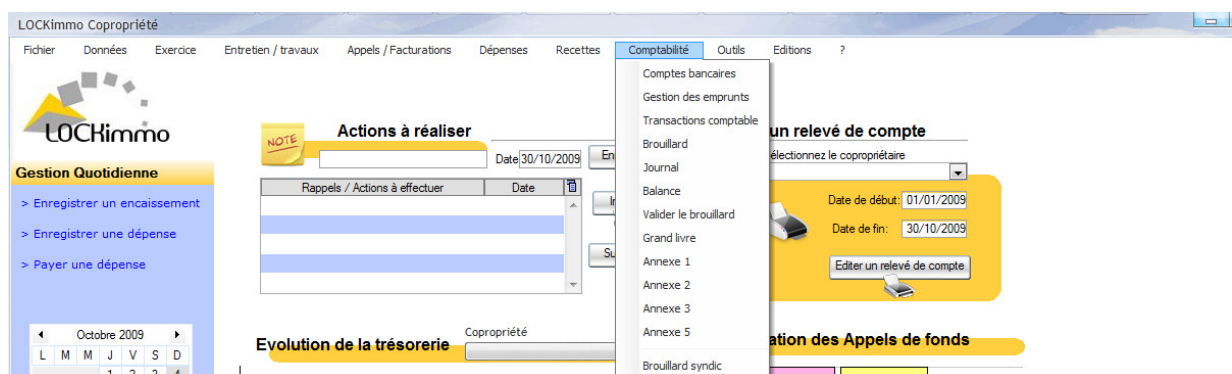 LOCKimmo Copropriété
Fichier Données Exercice Entretien / travaux Appels / Facturations Dépenses Recettes Comptabilité Outils Editions ?
LOCKimmo
Gestion Quotidienne
> Enregistrer un encaissement
> Enregistrer une dépense
> Payer une dépense
Octobre 2009
L M M J V S D
1 2 3 4
NOTE
Actions à réaliser
Date 30/10/2009
En
Rappels / Actions à effectuer Date
Su
Evolution de la trésorerie
Copropriété
Comptes bancaires
Gestion des emprunts
Transactions comptable
Brouillard
Journal
Balance
Valider le brouillard
Grand livre
Annexe 1
Annexe 2
Annexe 3
Annexe 5
Brouillard syndic
un relevé de compte
électionnez le copropriétaire
Date de début: 01/01/2009
Date de fin: 30/10/2009
Editer un relevé de compte
ation des Appels de fonds